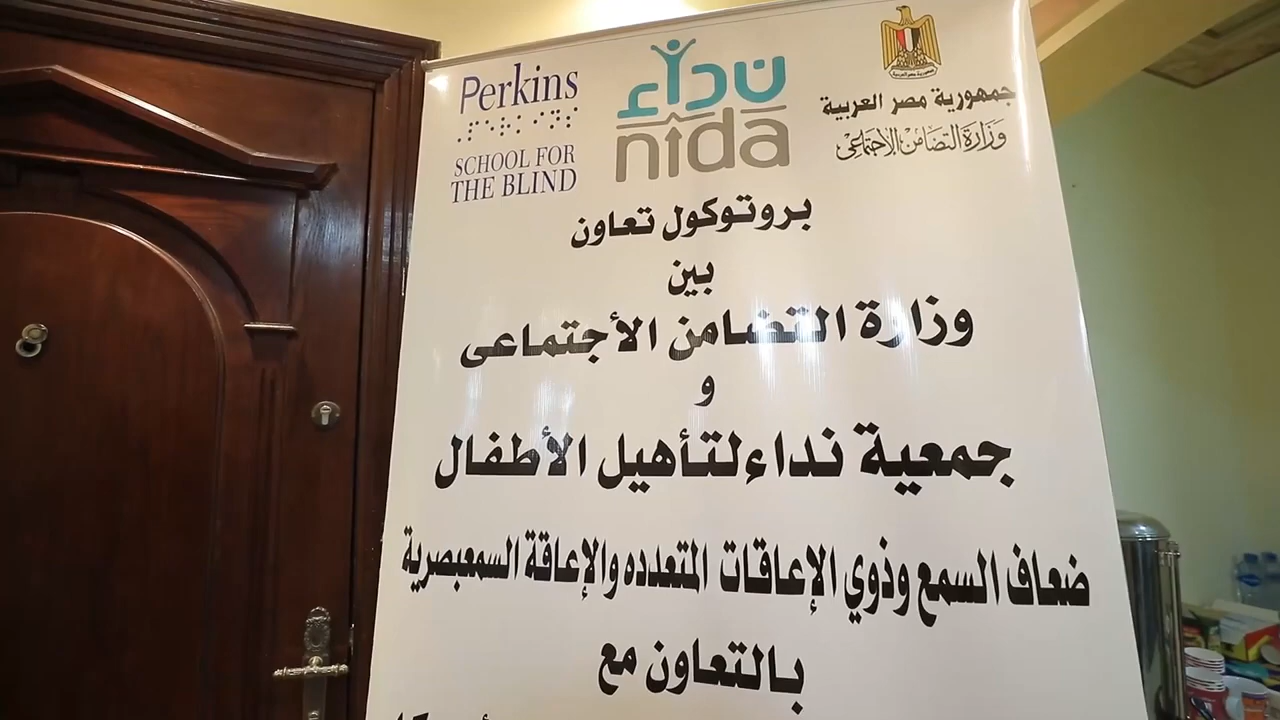 Perkins
SCHOOL FOR
THE BLIND
نداء
nida
جمهورية مصر العربية
وزارة التضامن الاجتماعى
بروتوكول تعاون
بين
وزارة التضامن الأجتماعى
و
جمعية نداء لتأهيل الأطفال
ضعاف السمع وذوي الإعاقات المتعدده والإعاقة السمعبصرية
بالتعاون مع